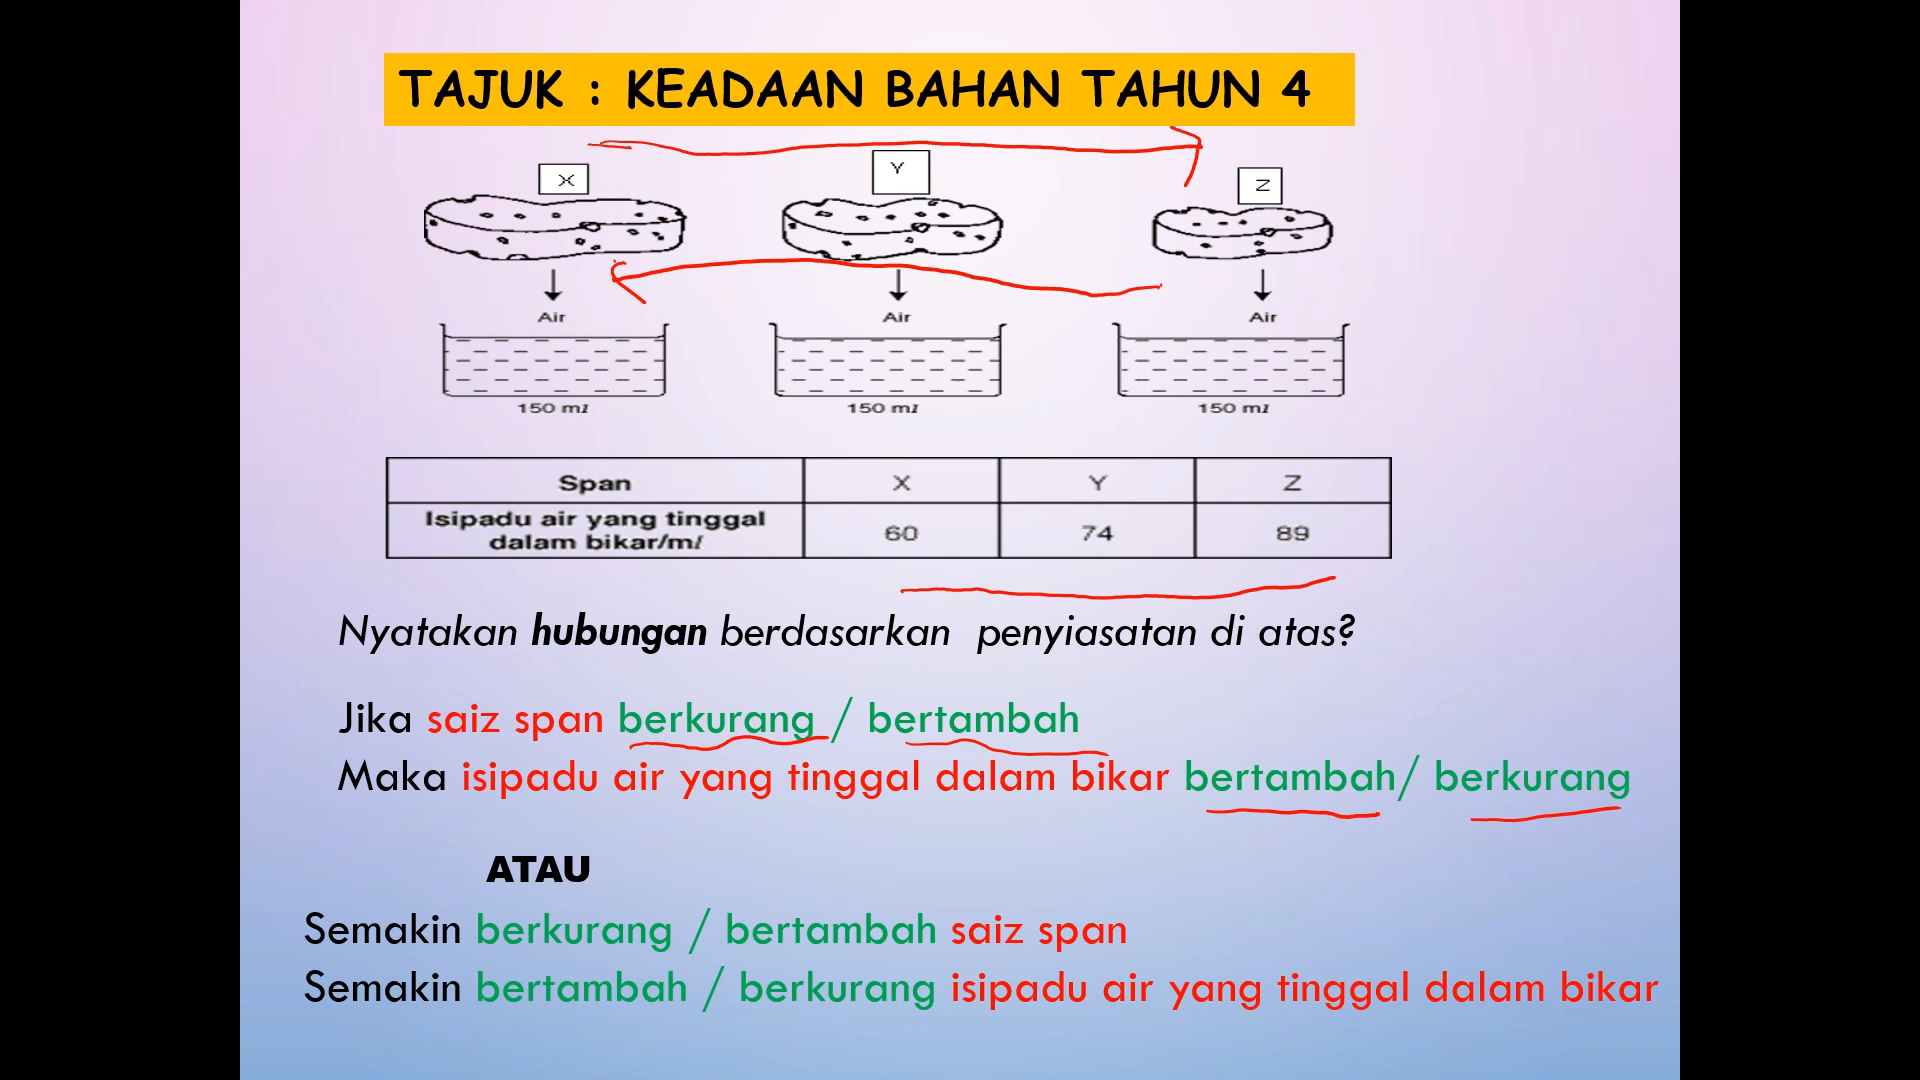 TAJUK : KEADAAN BAHAN TAHUN 4
X
Y
Z
Air
Air
Air
150 ml
150 ml
150 ml
Span X Y Z
Isipadu air yang tinggal
dalam bikar/ml 60 74 89
Nyatakan hubungan berdasarkan penyiasatan di atas?
Jika saiz span berkurang / bertambah
Maka isipadu air yang tinggal dalam bikar bertambah/ berkurang
ATAU
Semakin berkurang / bertambah saiz span
Semakin bertambah / berkurang isipadu air yang tinggal dalam bikar